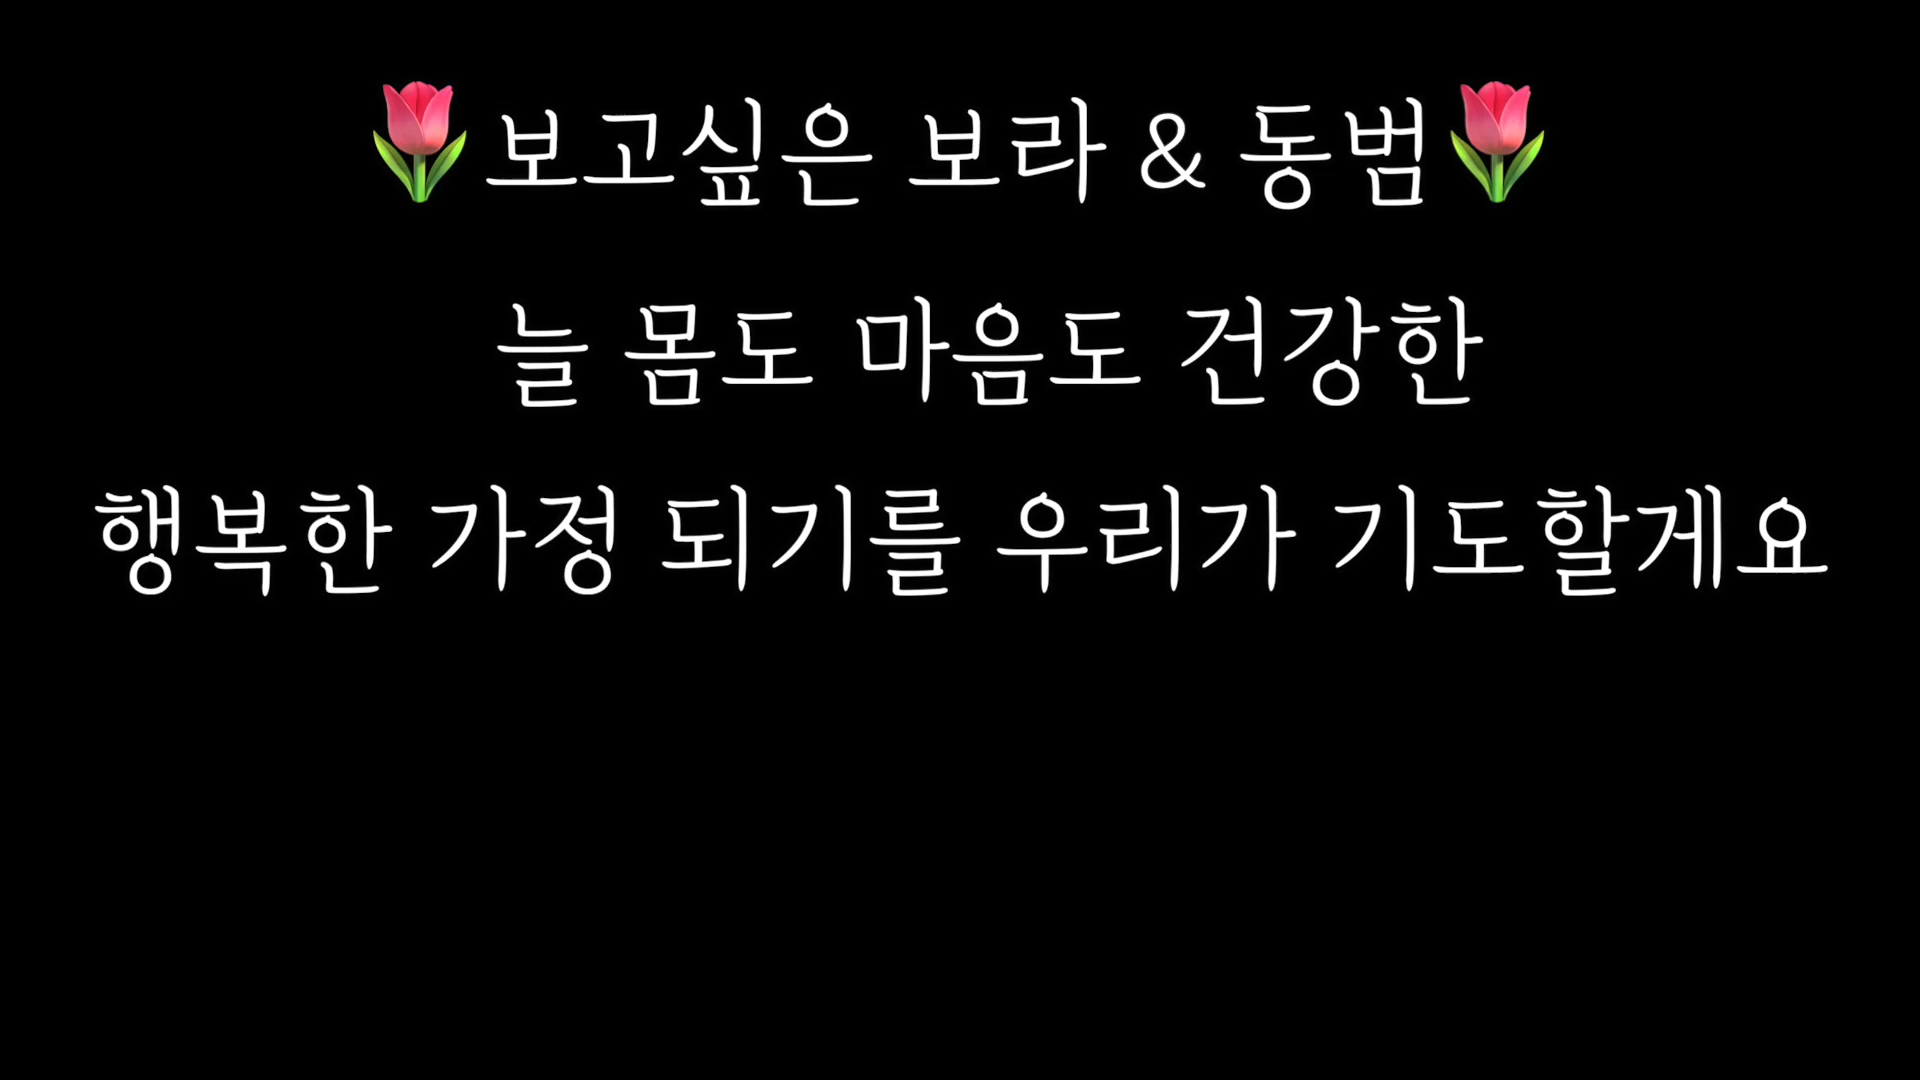 🌷보고싶은 보라 & 동범🌷
늘 몸도 마음도 건강한
행복한 가정 되기를 우리가 기도할게요